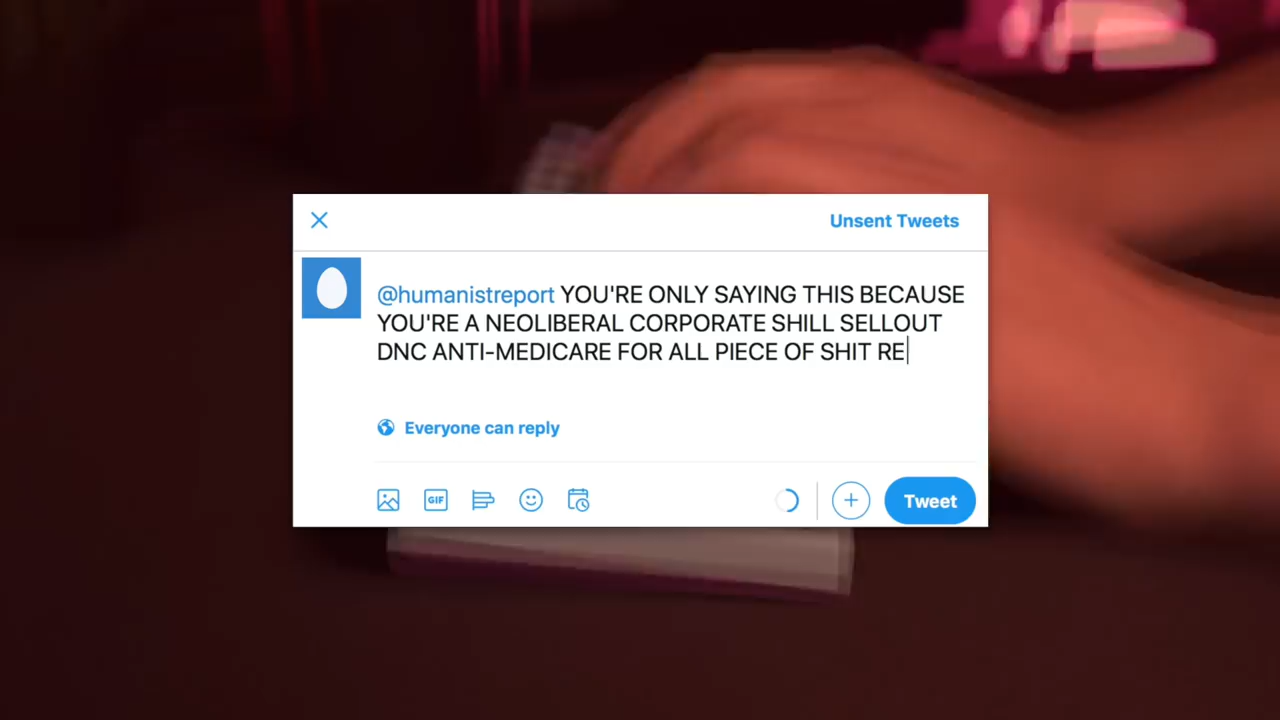 Unsent Tweets
@humanistreport YOU'RE ONLY SAYING THIS BECAUSE
YOU'RE A NEOLIBERAL CORPORATE SHILL SELLOUT
DNC ANTI-MEDICARE FOR ALL PIECE OF SHIT RE
Everyone can reply
GIF
Tweet